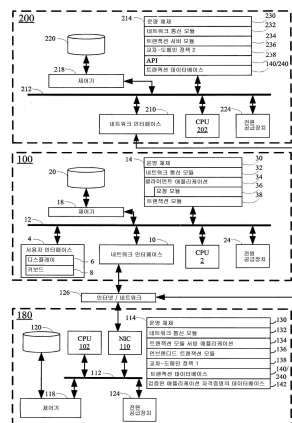 200
214
운영 체제
230
네트워크 통신 모듈
232
트랜잭션 서버 모듈
234
교차-도메인 정책 2
236
API
238
트랜잭션 데이터베이스
140/240
220
218
제어기
212
210
네트워크 인터페이스
CPU
202
224
전원
공급장치
100
14
운영 체제
30
네트워크 통신 모듈
32
클라이언트 애플리케이션
34
요청 모듈
36
트랜잭션 모듈
38
20
18
제어기
12
4
사용자 인터페이스
디스플레이
6
키보드
8
10
네트워크 인터페이스
CPU
2
24
전원
공급장치
126
인터넷 / 네트워크
180
120
CPU
102
NIC
110
114
운영 체제
130
네트워크 통신 모듈
132
트랜잭션 모듈 서빙 애플리케이션
134
언브랜디드 트랜잭션 모듈
136
교차-도메인 정책 1
138
트랜잭션 데이터베이스
140/
240
검증된 애플리케이션 자격증명의 데이터베이스
142
112
118
제어기
124
전원
공급장치